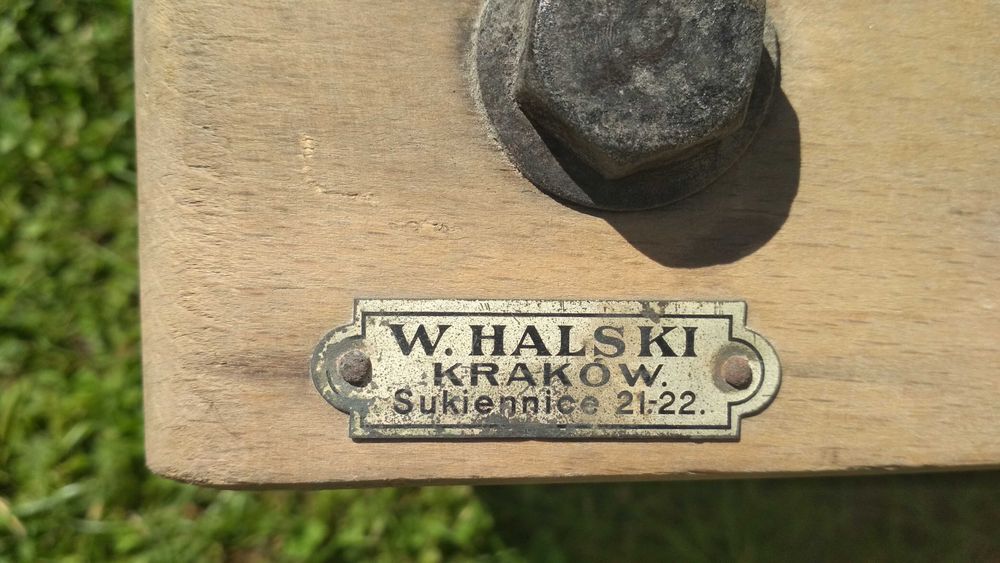 W. HALSKI
KRAKÓW.
Sukiennice 21-22.